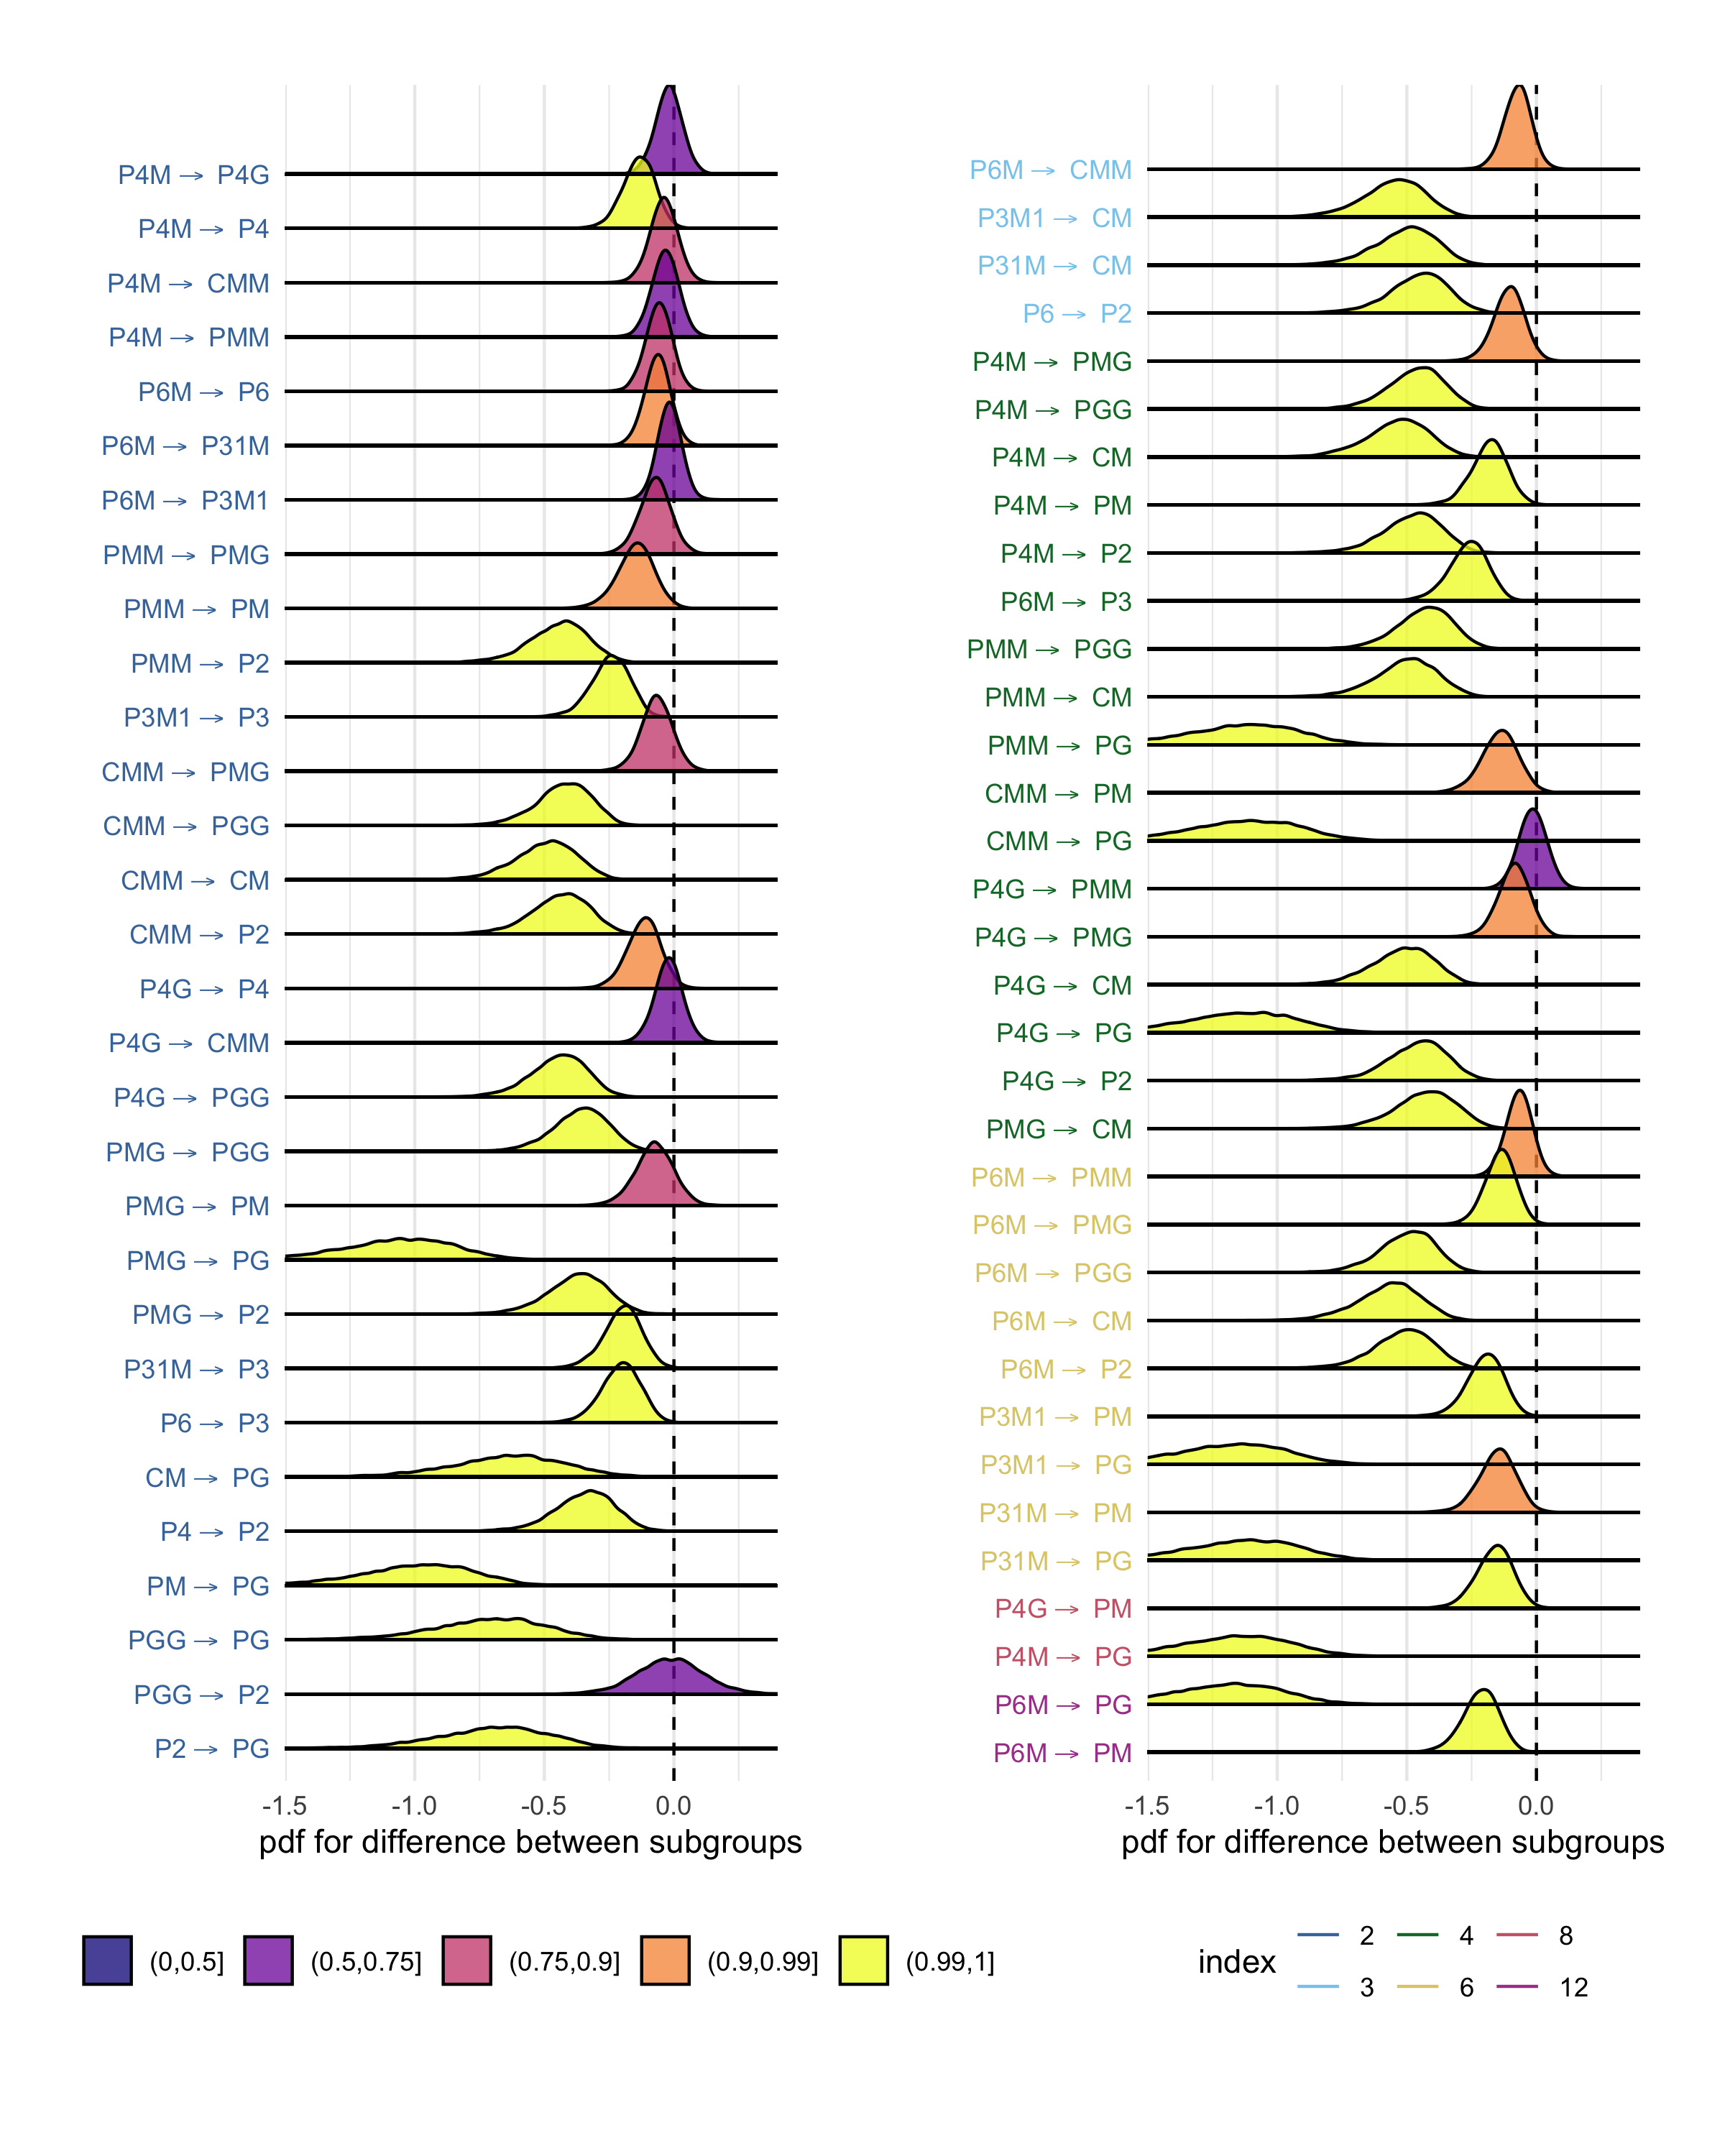 P4M → P4G
P4M → P4
P4M → CMM
P4M → PMM
P6M → P6
P6M → P31M
P6M → P3M1
PMM → PMG
PMM → PM
PMM → P2
P3M1 → P3
CMM → PMG
CMM → PGG
CMM → CM
CMM → P2
P4G → P4
P4G → CMM
P4G → PGG
PMG → PGG
PMG → PM
PMG → PG
PMG → P2
P31M → P3
P6 → P3
CM → PG
P4 → P2
PM → PG
PGG → PG
PGG → P2
P2 → PG
-1.5 -1.0 -0.5 0.0
pdf for difference between subgroups
P6M → CMM
P3M1 → CM
P31M → CM
P6 → P2
P4M → PMG
P4M → PGG
P4M → CM
P4M → PM
P4M → P2
P6M → P3
PMM → PGG
PMM → CM
PMM → PG
CMM → PM
CMM → PG
P4G → PMM
P4G → PMG
P4G → CM
P4G → PG
P4G → P2
PMG → CM
P6M → PMM
P6M → PMG
P6M → PGG
P6M → CM
P6M → P2
P3M1 → PM
P3M1 → PG
P31M → PM
P31M → PG
P4G → PM
P4M → PG
P6M → PG
P6M → PM
-1.5 -1.0 -0.5 0.0
pdf for difference between subgroups
(0,0.5] (0.5,0.75] (0.75,0.9] (0.9,0.99] (0.99,1]
index
2 4 8
3 6 12